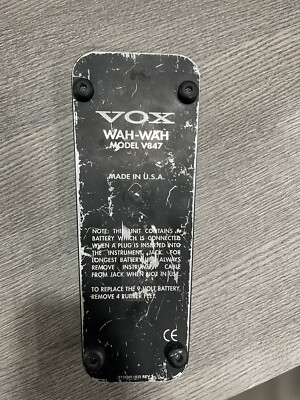 VOX
WAH-WAH
MODEL V847
MADE IN U.S.A.
NOTE: THIS UNIT CONTAINS A
BATTERY WHICH IS CONNECTED
WHEN A PLUG IS INSERTED INTO
THE INSTRUMENT JACK. FOR
LONGEST BATTERY LIFE ALWAYS
REMOVE INSTRUMENT CABLE
FROM JACK WHEN NOT IN USE.
TO REPLACE THE 9 VOLT BATTERY,
REMOVE 4 RUBBER FEET.
CE